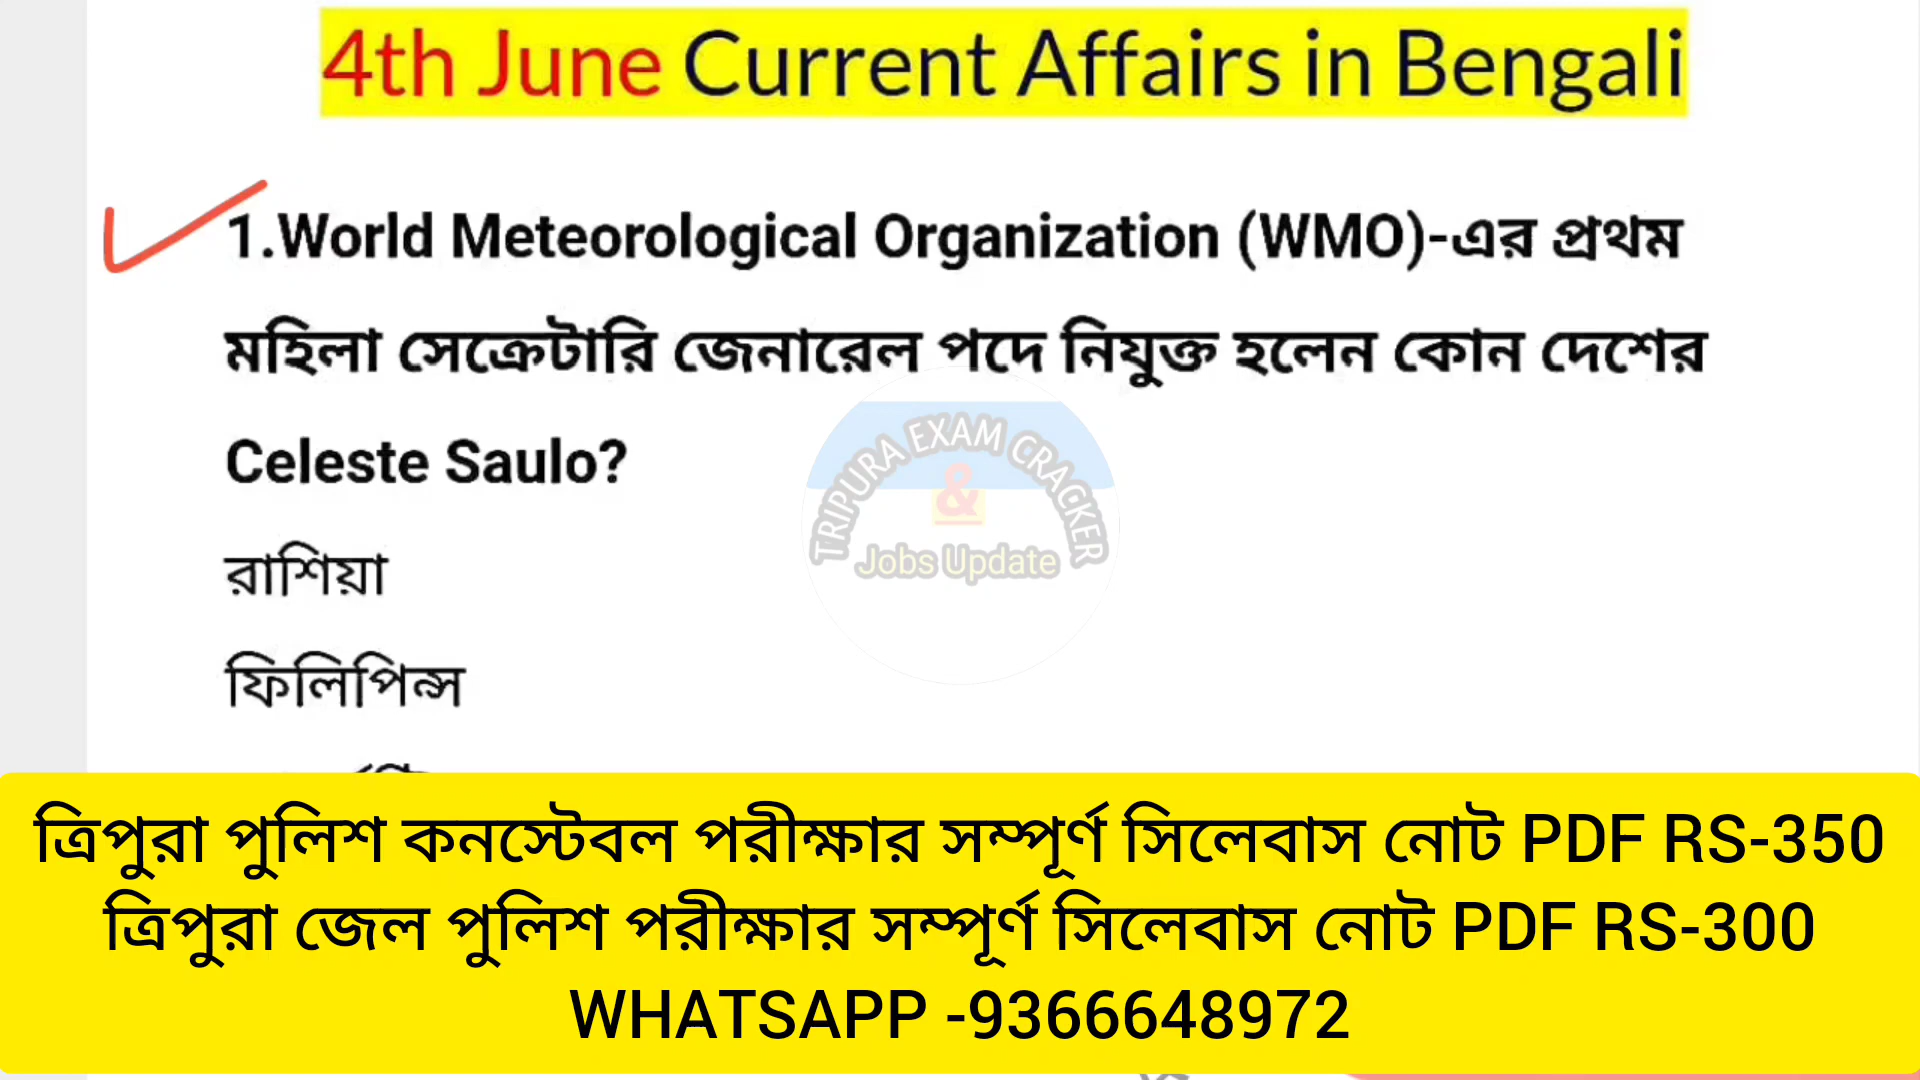 4th June Current Affairs in Bengali
1.World Meteorological Organization (WMO)-এর প্রথম
মহিলা সেক্রেটারি জেনারেল পদে নিযুক্ত হলেন কোন দেশের
Celeste Saulo?
TRIPURA EXAM CRACKER
&
Jobs Update
রাশিয়া
ফিলিপিন্স
ত্রিপুরা পুলিশ কনস্টেবল পরীক্ষার সম্পূর্ণ সিলেবাস নোট PDF RS-350
ত্রিপুরা জেল পুলিশ পরীক্ষার সম্পূর্ণ সিলেবাস নোট PDF RS-300
WHATSAPP -9366648972